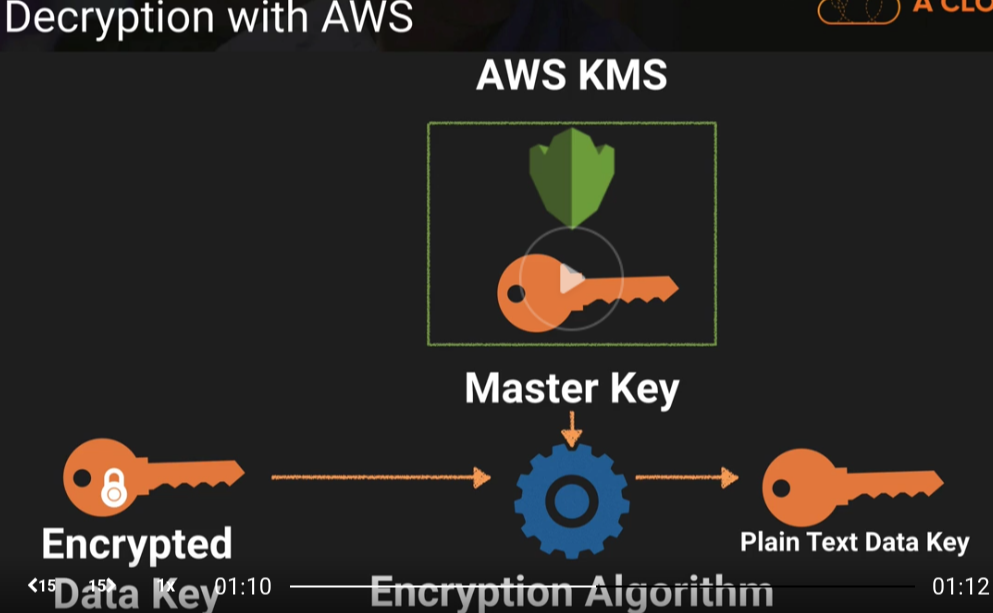 Decryption with AWS
A CLO
AWS KMS
Master Key
Encrypted
Data Key
Encryption Algorithm
Plain Text Data Key
15
15
1x
01:10
01:12